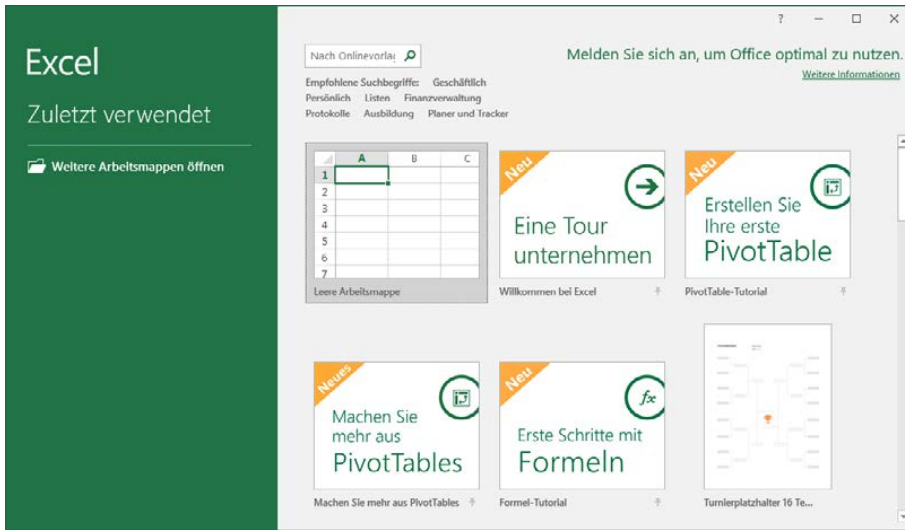 ?
Excel
Zuletzt verwendet
Weitere Arbeitsmappen öffnen
Nach Onlinevorlag
Melden Sie sich an, um Office optimal zu nutzen.
Weitere Informationen
Empfohlene Suchbegriffe: Geschäftlich
Persönlich Listen Finanzverwaltung
Protokolle Ausbildung Planer und Tracker
A B C
1
2
3
4
5
6
7
Leere Arbeitsmappe
Neu
Eine Tour
unternehmen
Willkommen bei Excel
Neu
Erstellen Sie
Ihre erste
PivotTable
PivotTable-Tutorial
Neues
Machen Sie
mehr aus
PivotTables
Machen Sie mehr aus PivotTables
Neu
fx
Erste Schritte mit
Formeln
Formel-Tutorial
Turnierplatzhalter 16 Te...